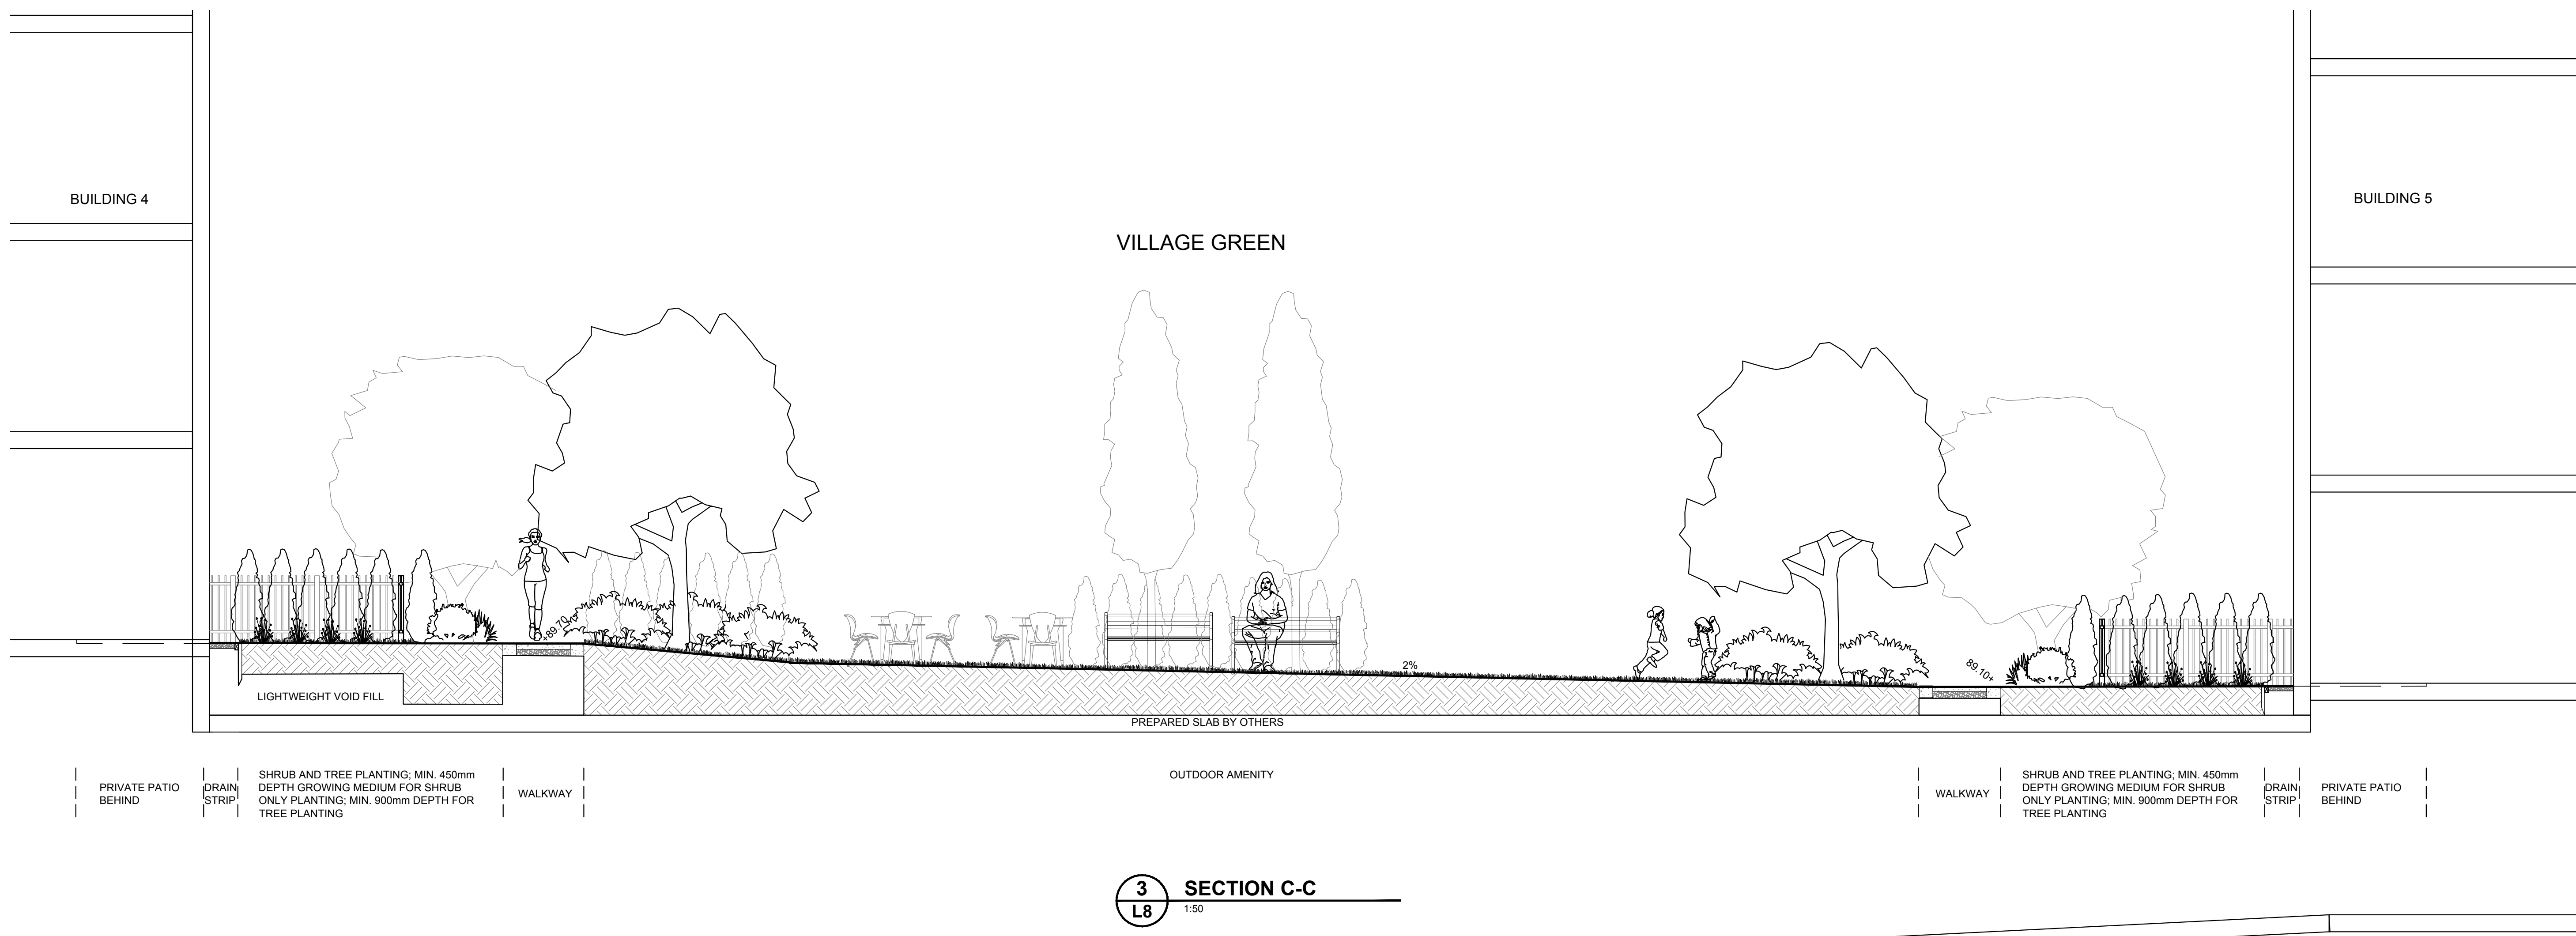 BUILDING 4
BUILDING 5
VILLAGE GREEN
+89.70
2%
89.10+
LIGHTWEIGHT VOID FILL
PREPARED SLAB BY OTHERS
PRIVATE PATIO
BEHIND
DRAIN
STRIP
SHRUB AND TREE PLANTING; MIN. 450mm
DEPTH GROWING MEDIUM FOR SHRUB
ONLY PLANTING; MIN. 900mm DEPTH FOR
TREE PLANTING
WALKWAY
OUTDOOR AMENITY
WALKWAY
SHRUB AND TREE PLANTING; MIN. 450mm
DEPTH GROWING MEDIUM FOR SHRUB
ONLY PLANTING; MIN. 900mm DEPTH FOR
TREE PLANTING
DRAIN
STRIP
PRIVATE PATIO
BEHIND
3
L8
SECTION C-C
1:50